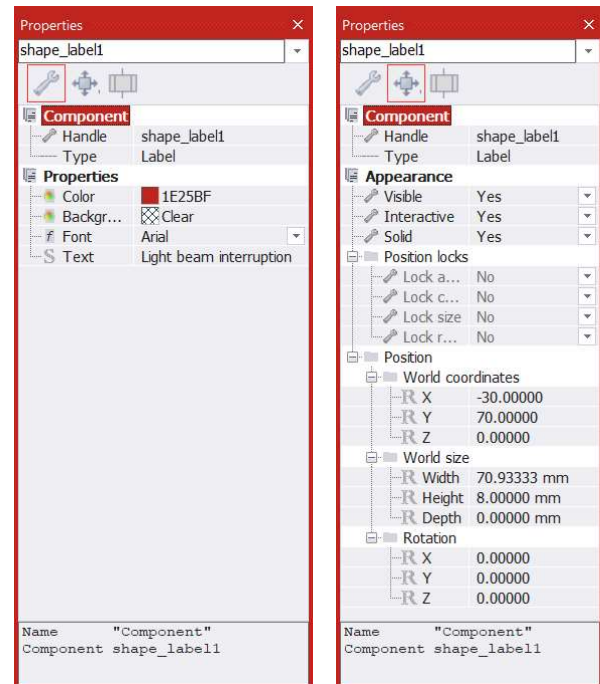 Properties
shape_label1
Component
Handle shape_label1
Type Label
Properties
Color 1E25BF
Backgr... Clear
f Font Arial
S Text Light beam interruption
Name "Component"
Component shape_label1
Properties
shape_label1
Component
Handle shape_label1
Type Label
Appearance
Visible Yes
Interactive Yes
Solid Yes
Position locks
Lock a... No
Lock c... No
Lock size No
Lock r... No
Position
World coordinates
R X -30.00000
R Y 70.00000
R Z 0.00000
World size
R Width 70.93333 mm
R Height 8.00000 mm
R Depth 0.00000 mm
Rotation
R X 0.00000
R Y 0.00000
R Z 0.00000
Name "Component"
Component shape_label1